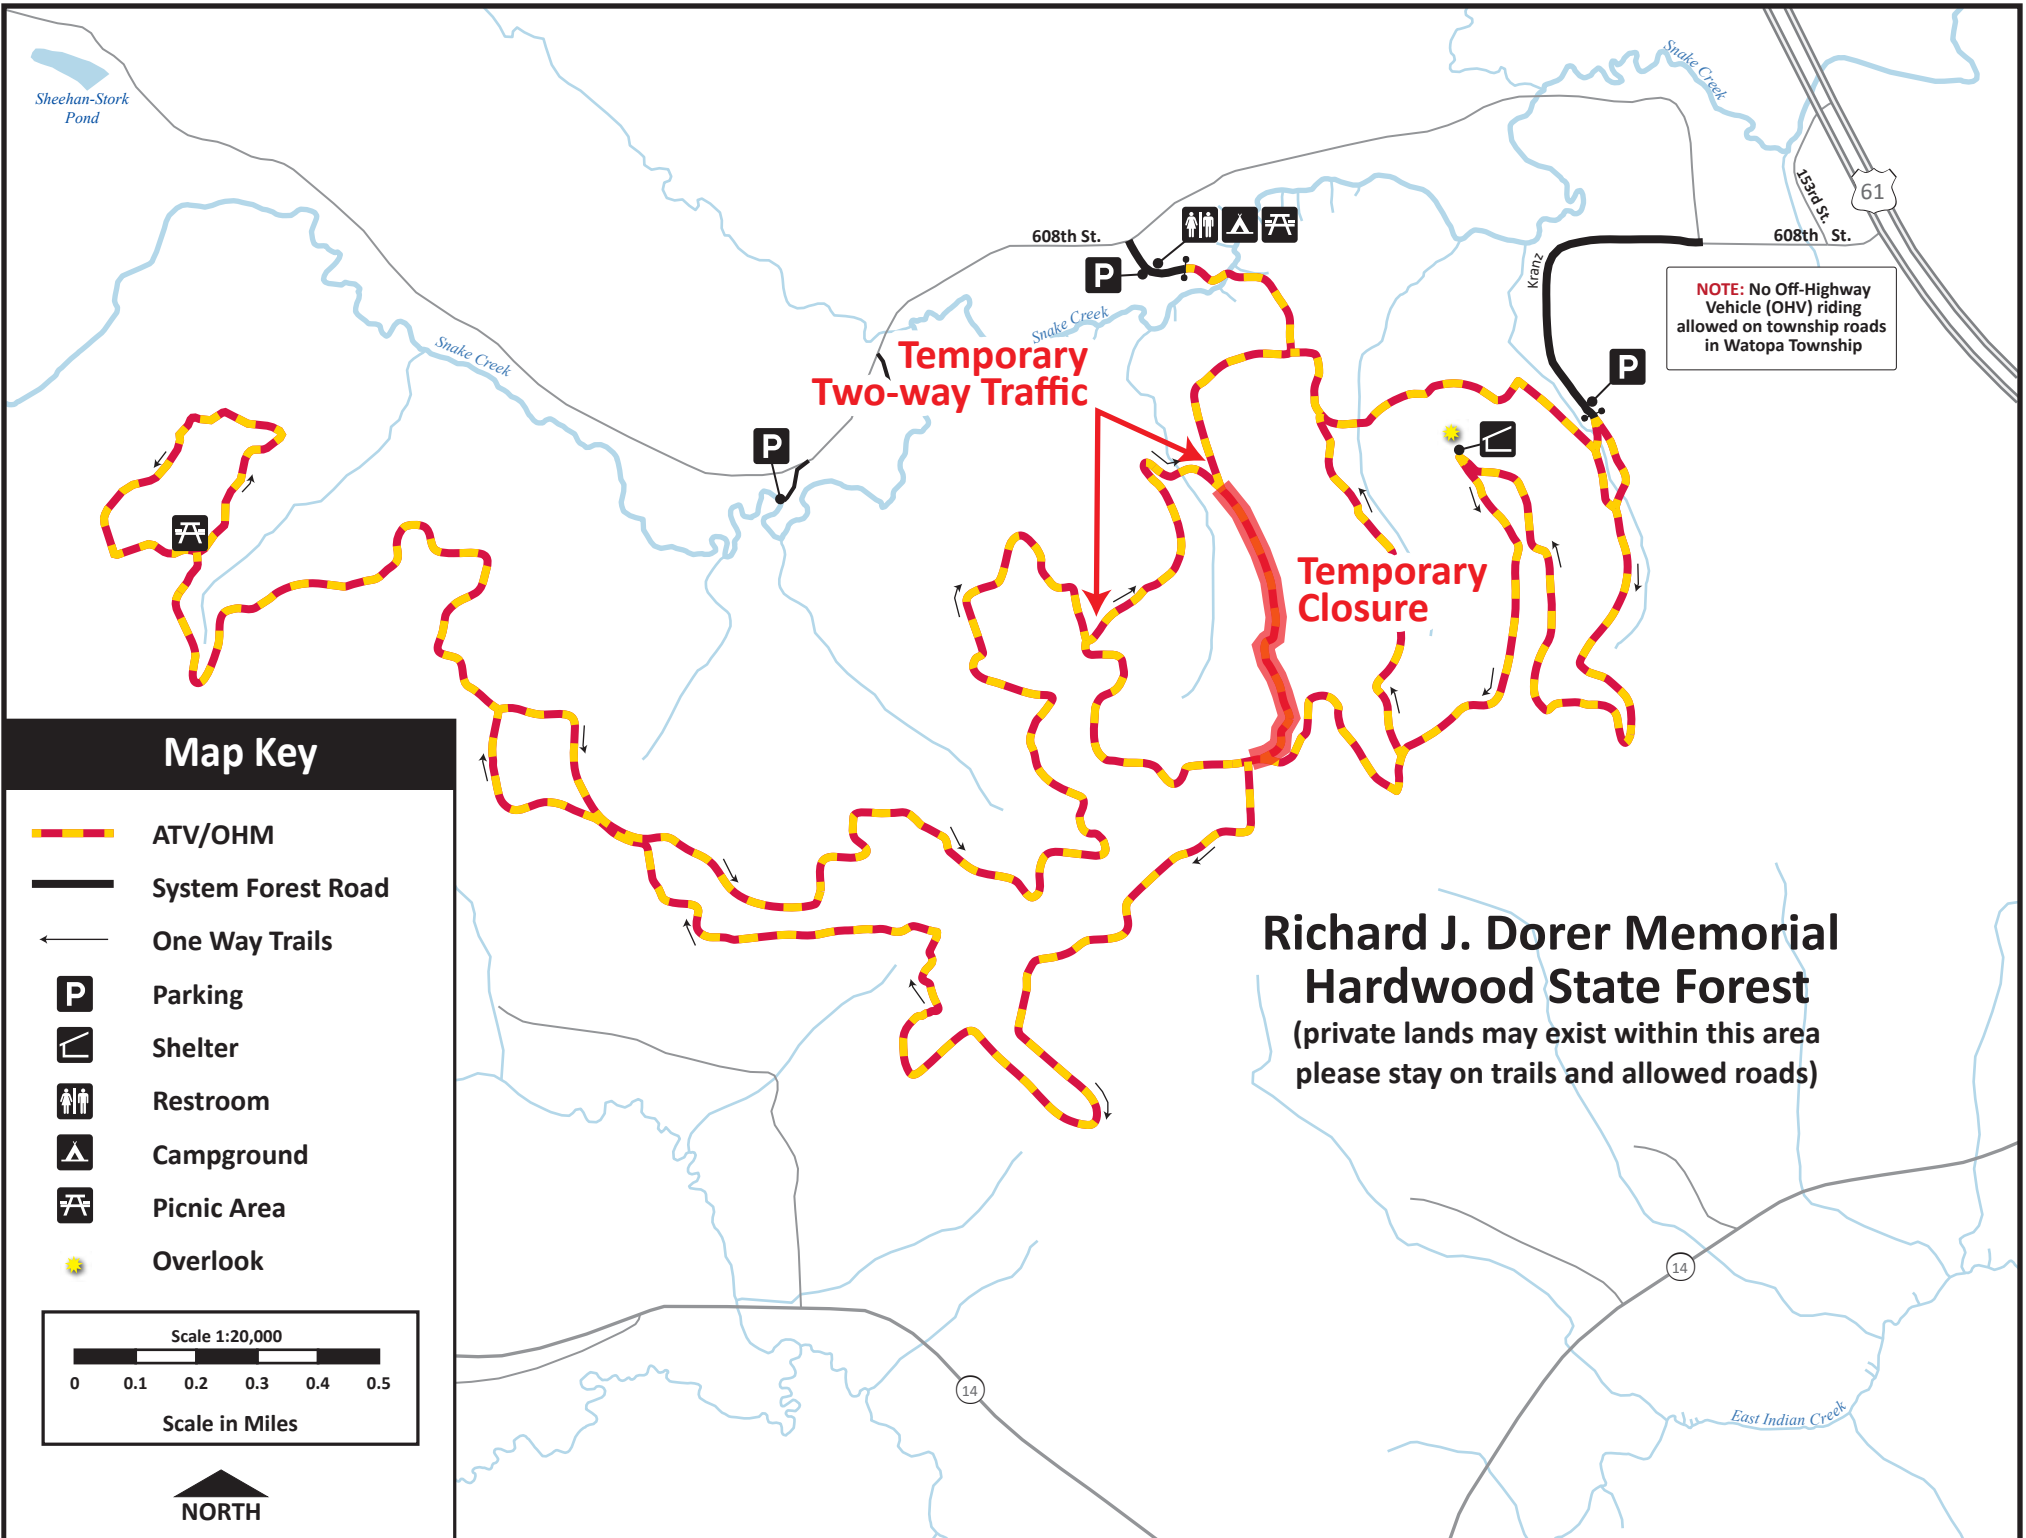 Sheehan-Stork
Pond
Snake Creek
61
153rd St.
608th St.
608th St.
Kranz
NOTE: No Off-Highway
Vehicle (OHV) riding
allowed on township roads
in Watopa Township
P
Snake Creek
Temporary
Two-way Traffic
Snake Creek
P
P
Temporary
Closure
Map Key
ATV/OHM
System Forest Road
One Way Trails
P Parking
Shelter
Restroom
Campground
Picnic Area
Overlook
Scale 1:20,000
0 0.1 0.2 0.3 0.4 0.5
Scale in Miles
NORTH
Richard J. Dorer Memorial
Hardwood State Forest
(private lands may exist within this area
please stay on trails and allowed roads)
14
14
East Indian Creek